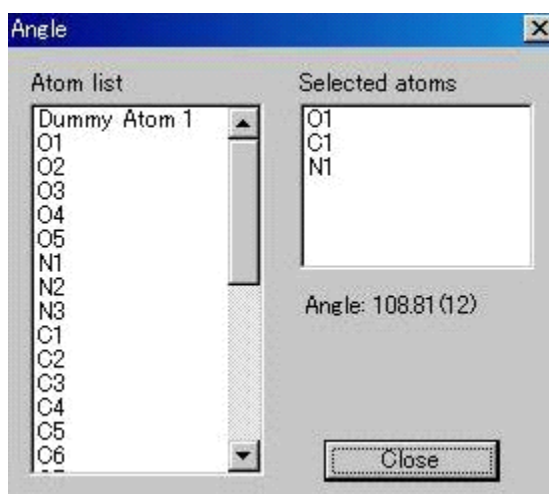 Angle
Atom list
Dummy Atom 1
O1
O2
O3
O4
O5
N1
N2
N3
C1
C2
C3
C4
C5
C6
Selected atoms
O1
C1
N1
Angle: 108.81(12)
Close